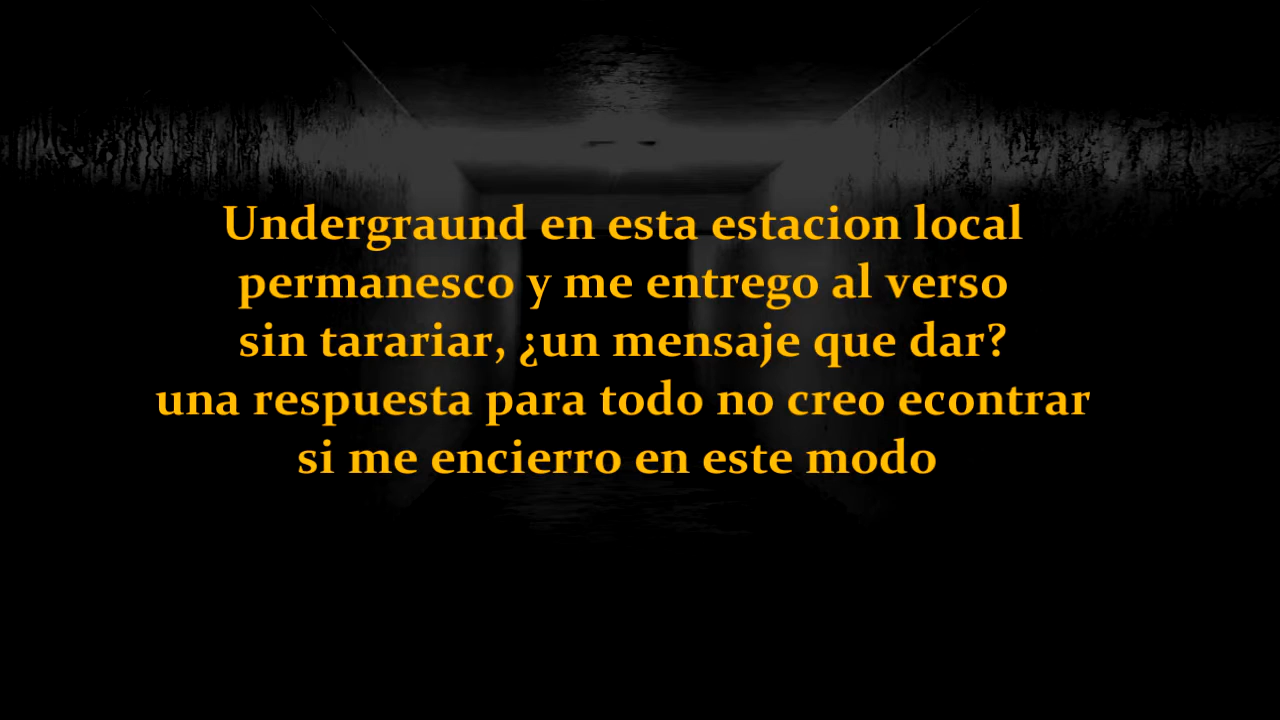 Undergraund en esta estacion local
permanesco y me entrego al verso
sin tarariar, ¿un mensaje que dar?
una respuesta para todo no creo econtrar
si me encierro en este modo